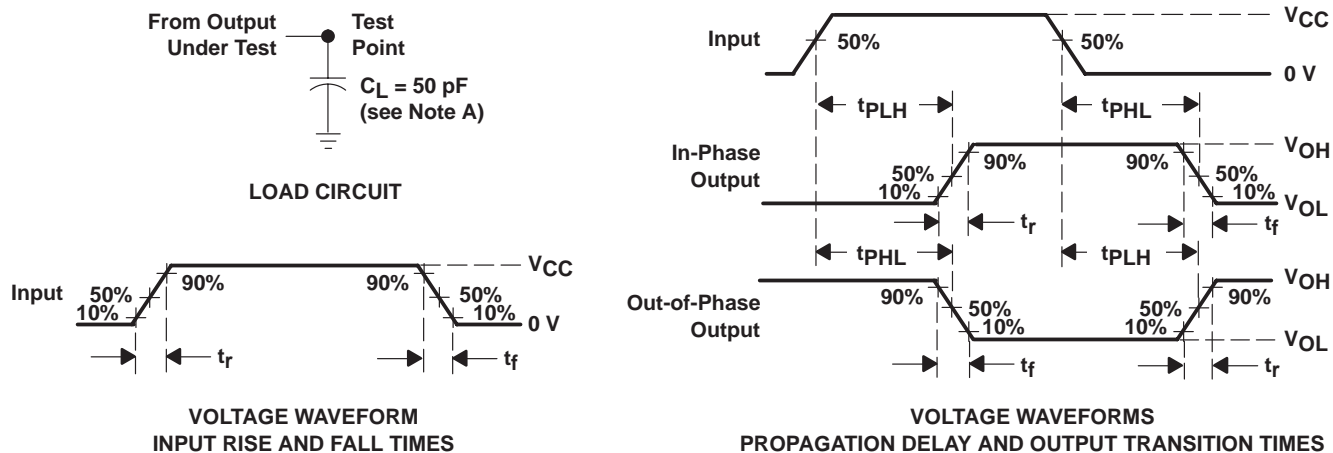 From Output
Under Test
Test
Point
CL = 50 pF
(see Note A)
LOAD CIRCUIT
Input
50%
10%
90%
90%
50%
10%
VCC
0 V
tr
tf
VOLTAGE WAVEFORM
INPUT RISE AND FALL TIMES
Input
50%
50%
VCC
0 V
tPLH
tPHL
In-Phase
Output
50%
10%
90%
90%
50%
10%
VOH
VOL
tr
tf
tPHL
tPLH
Out-of-Phase
Output
90%
50%
10%
50%
10%
90%
VOH
VOL
tf
tr
VOLTAGE WAVEFORMS
PROPAGATION DELAY AND OUTPUT TRANSITION TIMES